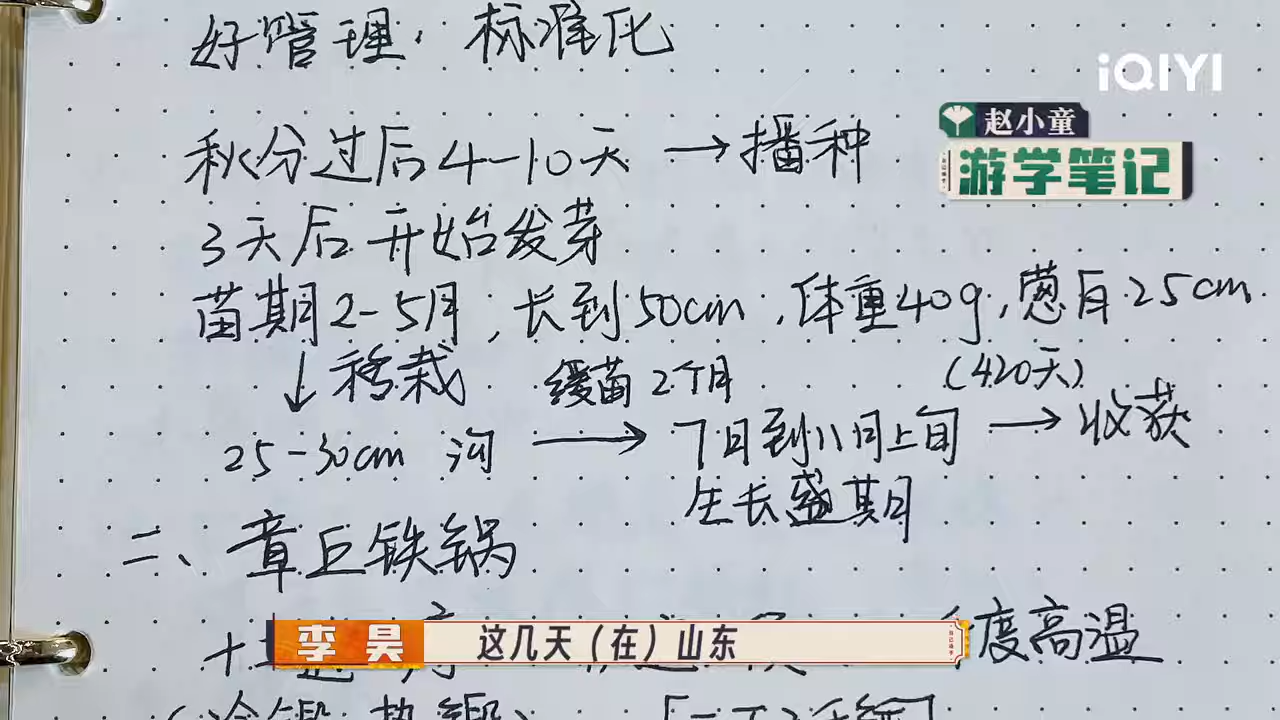 好管理. 标准化
iQIYI
赵小童
游学笔记
秋分过后4-10天 →播种
3天后开始发芽
苗期2-5月, 长到50cm, 体重40g, 葱白25cm
↓移栽 缓苗2个月 (420天)
25-30cm 沟 → 7月到八月上旬 → 收获
生长盛期
二、章丘铁锅
度高温
李昊 这几天(在)山东